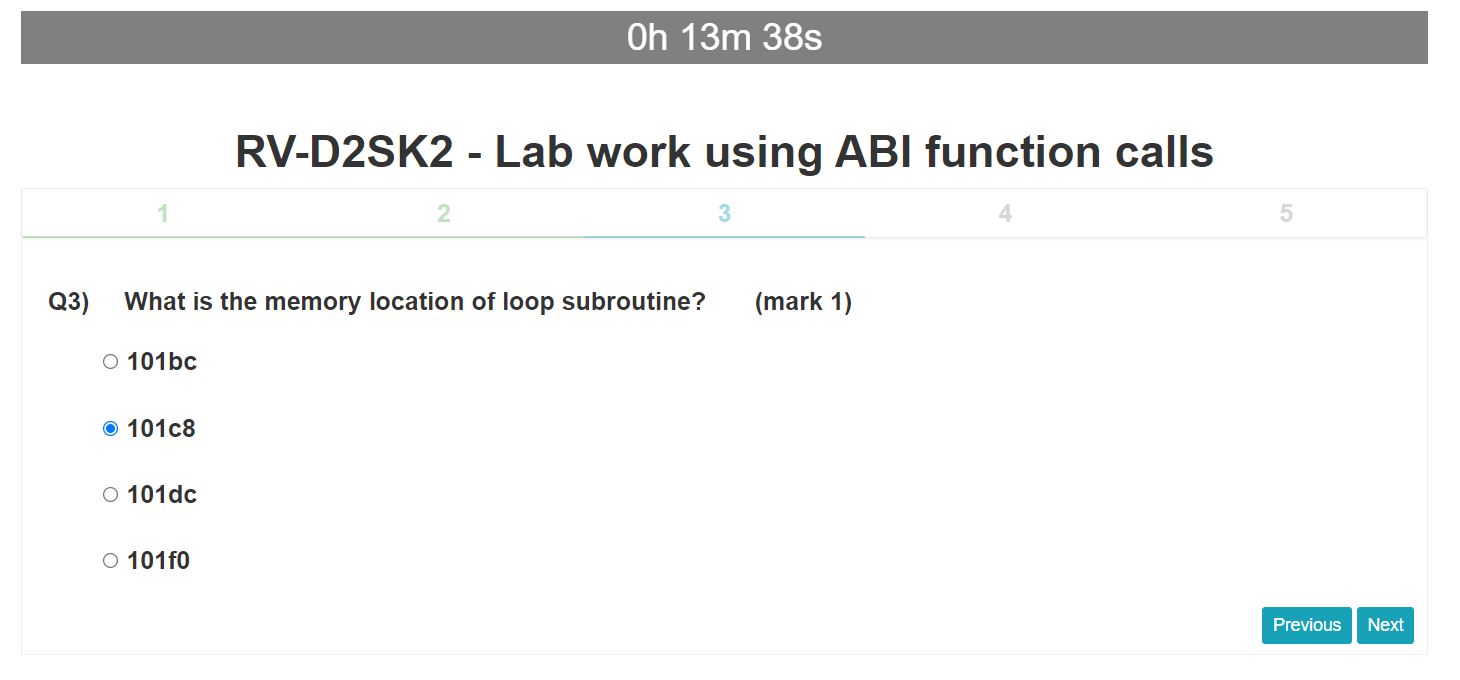 0h 13m 38s
RV-D2SK2 - Lab work using ABI function calls
1 2 3 4 5
Q3) What is the memory location of loop subroutine? (mark 1)
101bc
101c8
101dc
101f0
Previous Next